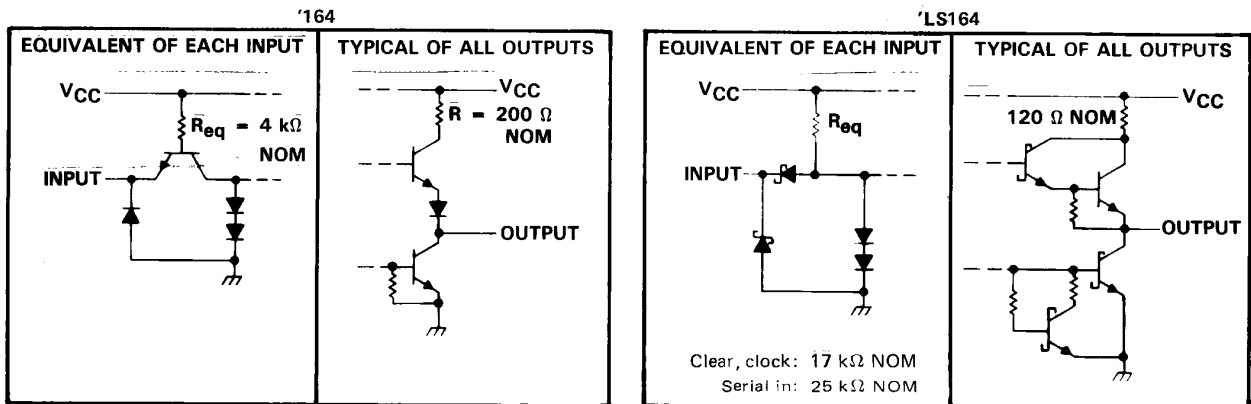 '164
EQUIVALENT OF EACH INPUT
VCC
Req = 4 kΩ
NOM
INPUT
TYPICAL OF ALL OUTPUTS
VCC
R = 200 Ω
NOM
OUTPUT
'LS164
EQUIVALENT OF EACH INPUT
VCC
Req
INPUT
Clear, clock: 17 kΩ NOM
Serial in: 25 kΩ NOM
TYPICAL OF ALL OUTPUTS
VCC
120 Ω NOM
OUTPUT